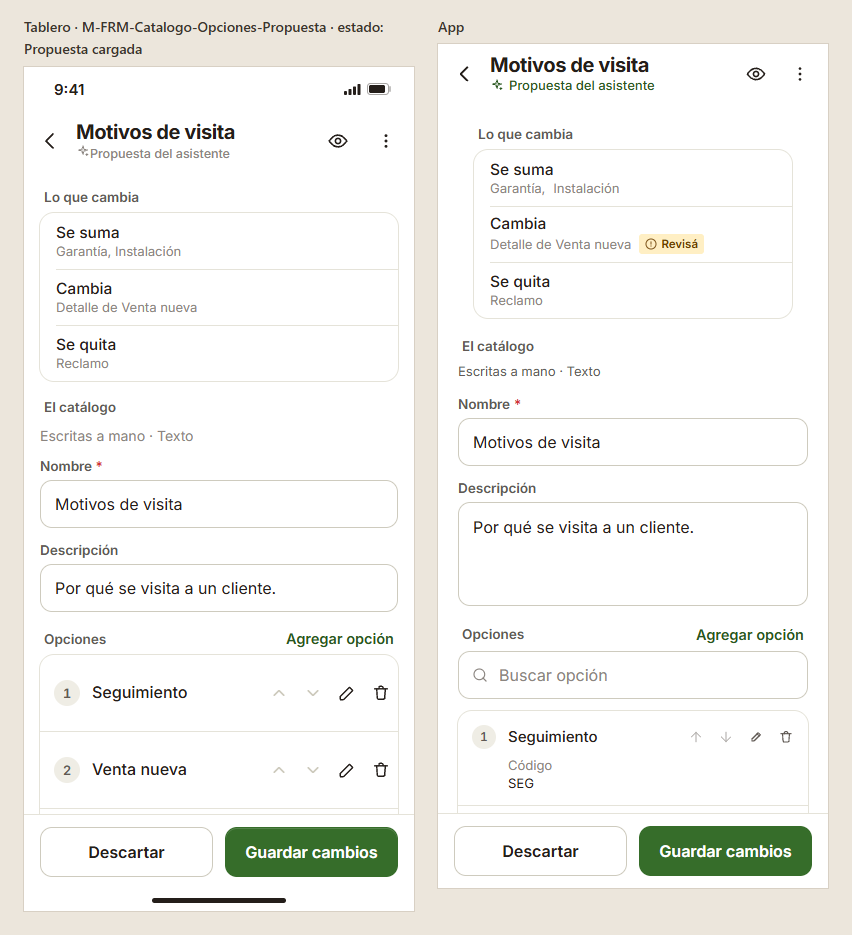 Tablero · M-FRM-Catalogo-Opciones-Propuesta · estado:
Propuesta cargada
9:41
Motivos de visita
Propuesta del asistente
Lo que cambia
Se suma
Garantía, Instalación
Cambia
Detalle de Venta nueva
Se quita
Reclamo
El catálogo
Escritas a mano · Texto
Nombre *
Motivos de visita
Descripción
Por qué se visita a un cliente.
Opciones
Agregar opción
1 Seguimiento
2 Venta nueva
Descartar
Guardar cambios
App
Motivos de visita
Propuesta del asistente
Lo que cambia
Se suma
Garantía, Instalación
Cambia
Detalle de Venta nueva Revisá
Se quita
Reclamo
El catálogo
Escritas a mano · Texto
Nombre *
Motivos de visita
Descripción
Por qué se visita a un cliente.
Opciones
Agregar opción
Buscar opción
1 Seguimiento
Código
SEG
Descartar
Guardar cambios